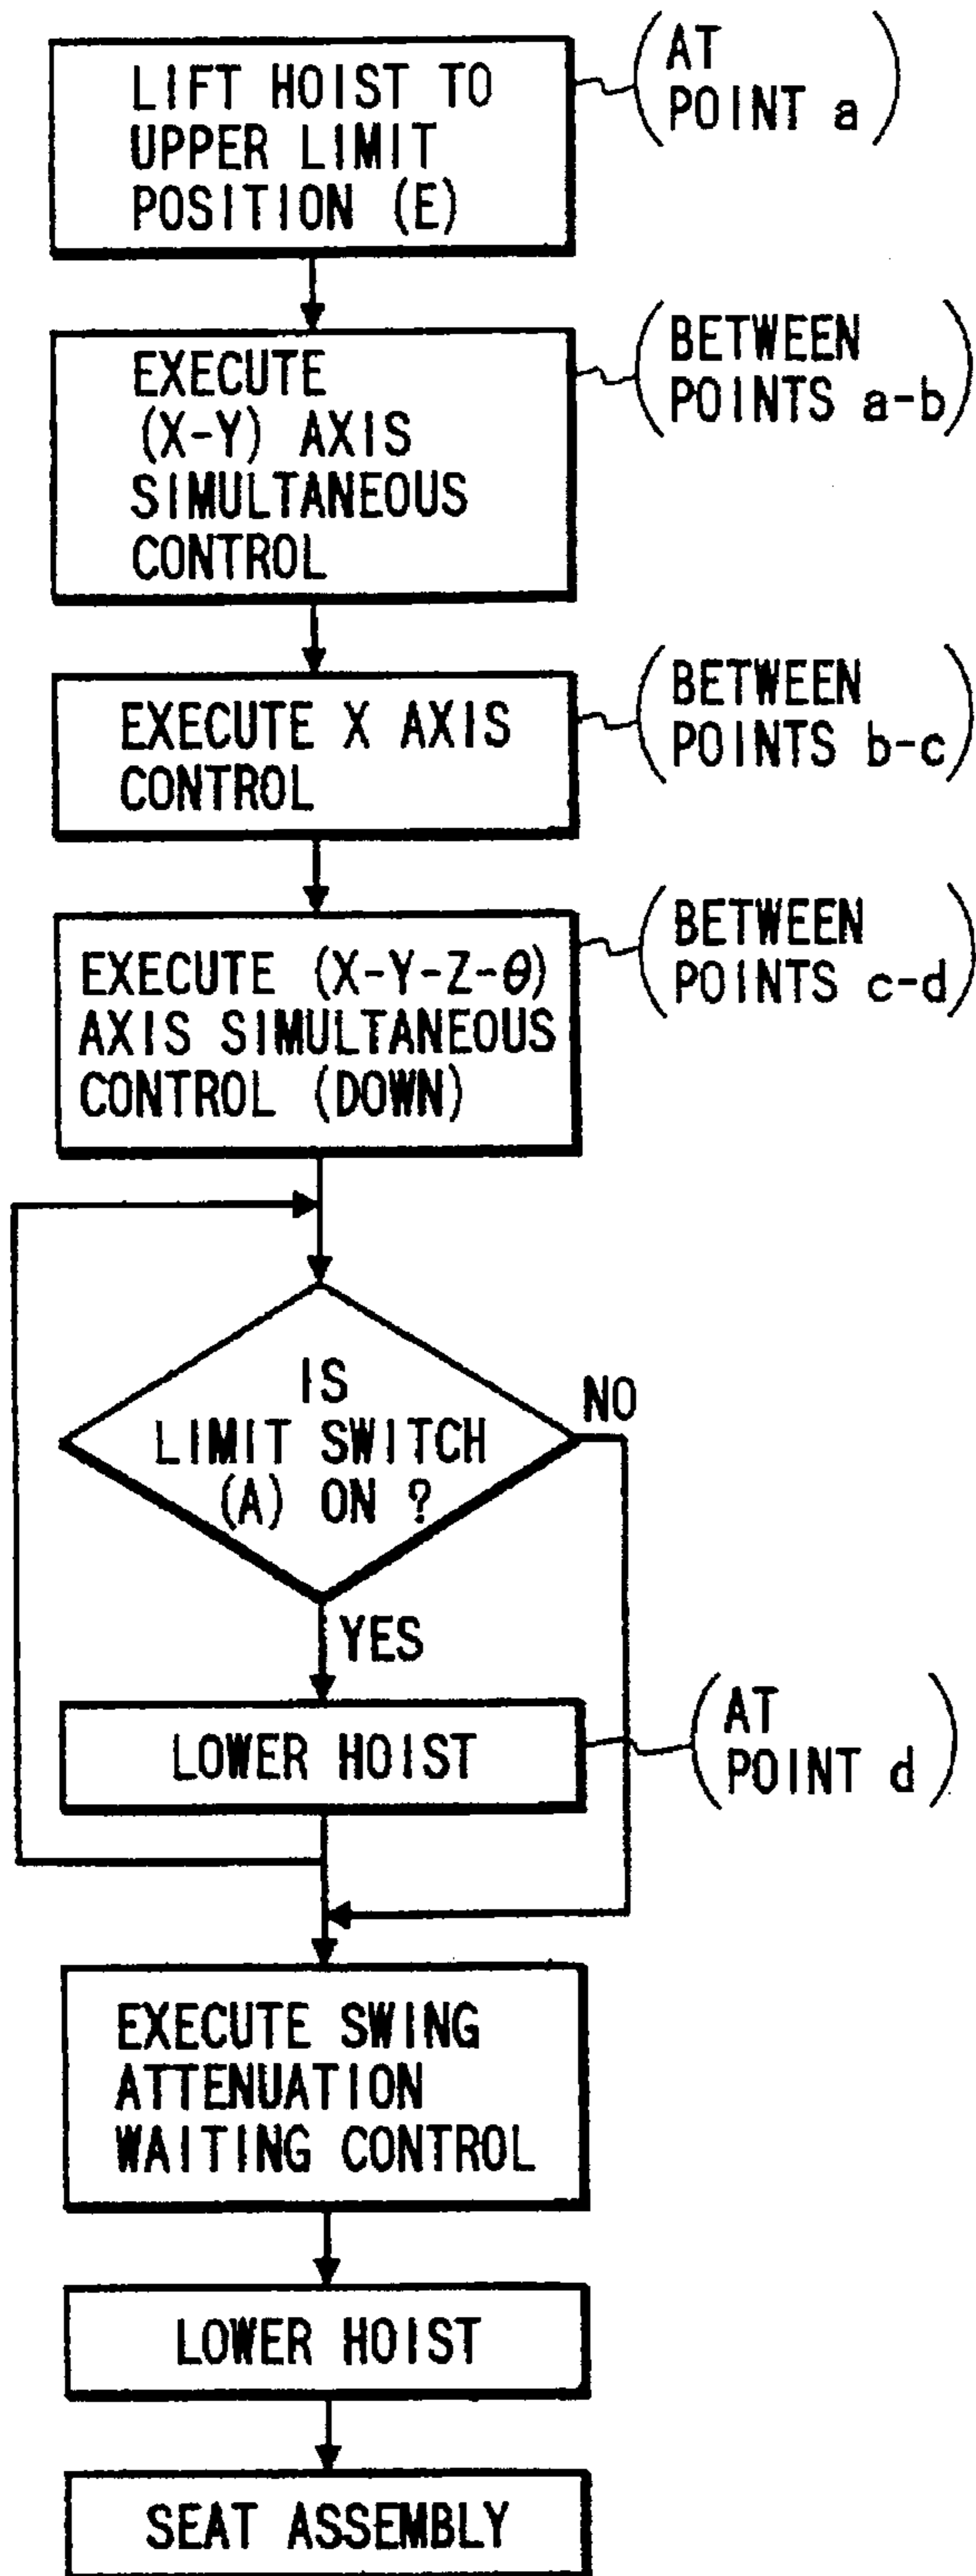 LIFT HOIST TO
UPPER LIMIT
POSITION (E)
(AT
POINT a)
EXECUTE
(X-Y) AXIS
SIMULTANEOUS
CONTROL
(BETWEEN
POINTS a-b)
EXECUTE X AXIS
CONTROL
(BETWEEN
POINTS b-c)
EXECUTE (X-Y-Z-θ)
AXIS SIMULTANEOUS
CONTROL (DOWN)
(BETWEEN
POINTS c-d)
IS
LIMIT SWITCH
(A) ON ?
NO
YES
LOWER HOIST
(AT
POINT d)
EXECUTE SWING
ATTENUATION
WAITING CONTROL
LOWER HOIST
SEAT ASSEMBLY